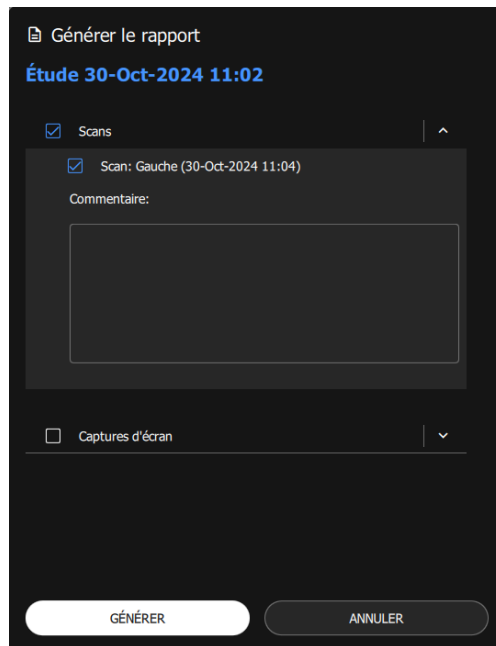 Générer le rapport
Étude 30-Oct-2024 11:02
Scans
Scan: Gauche (30-Oct-2024 11:04)
Commentaire:
Captures d'écran
GÉNÉRER ANNULER